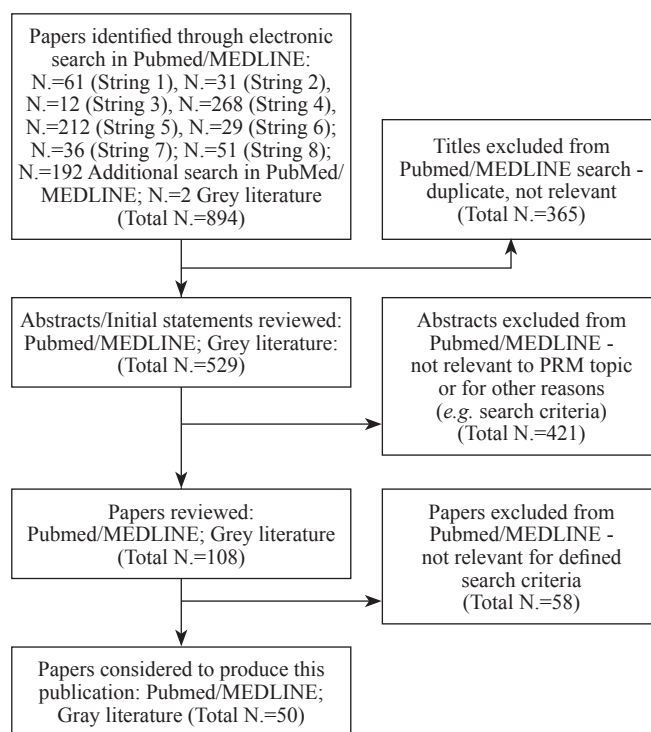 Papers identified through electronic
search in Pubmed/MEDLINE:
N.=61 (String 1), N.=31 (String 2),
N.=12 (String 3), N.=268 (String 4),
N.=212 (String 5), N.=29 (String 6);
N.=36 (String 7); N.=51 (String 8);
N.=192 Additional search in PubMed/
MEDLINE; N.=2 Grey literature
(Total N.=894)
Titles excluded from
Pubmed/MEDLINE search -
duplicate, not relevant
(Total N.=365)
Abstracts/Initial statements reviewed:
Pubmed/MEDLINE; Grey literature:
(Total N.=529)
Abstracts excluded from
Pubmed/MEDLINE -
not relevant to PRM topic
or for other reasons
(e.g. search criteria)
(Total N.=421)
Papers reviewed:
Pubmed/MEDLINE; Grey literature
(Total N.=108)
Papers excluded from
Pubmed/MEDLINE -
not relevant for defined
search criteria
(Total N.=58)
Papers considered to produce this
publication: Pubmed/MEDLINE;
Gray literature (Total N.=50)